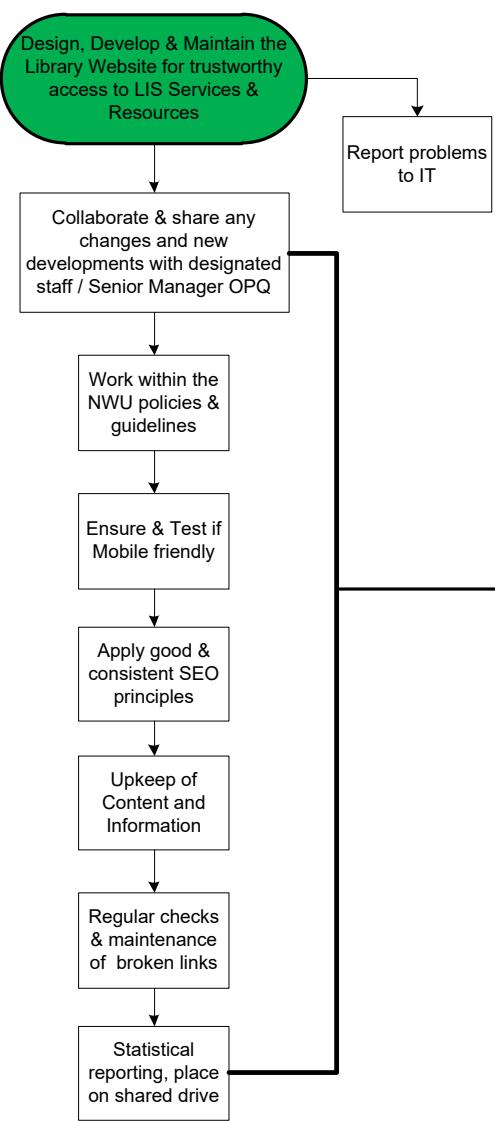 Design, Develop & Maintain the
Library Website for trustworthy
access to LIS Services &
Resources
Report problems
to IT
Collaborate & share any
changes and new
developments with designated
staff / Senior Manager OPQ
Work within the
NWU policies &
guidelines
Ensure & Test if
Mobile friendly
Apply good &
consistent SEO
principles
Upkeep of
Content and
Information
Regular checks
& maintenance
of broken links
Statistical
reporting, place
on shared drive